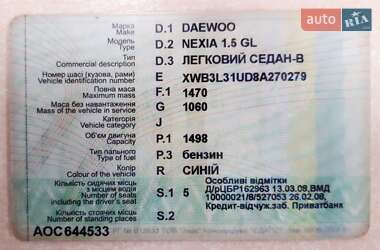 auto RIA
Марка
Make
D.1 DAEWOO
Модель
Type
D.2 NEXIA 1.5 GL
Тип
Commercial description
D.3 ЛЕГКОВИЙ СЕДАН-В
Номер шасі (кузова, рами)
Vehicle identification number
E XWB3L31UD8A270279
Повна маса
Maximum mass
F.1 1470
Маса без навантаження
Mass of the vehicle in service
G 1060
Категорія
Vehicle category
J
Об'єм двигуна
Capacity
P.1 1498
Тип пального
Type of fuel
P.3 бензин
Колір
Colour of the vehicle
R СИНІЙ
Кількість сидячих місць
з місцем водія
Number of seats
including the driver's seat
S.1 5
Особливі відмітки
Д/рЦБР162963 13.03.08,ВМД
10000021/8/527053 26.02.08,
Кредит-відчуж.заб. Приватбанк
Кількість стоячих місць
Number of standing places
S.2
АОС644533